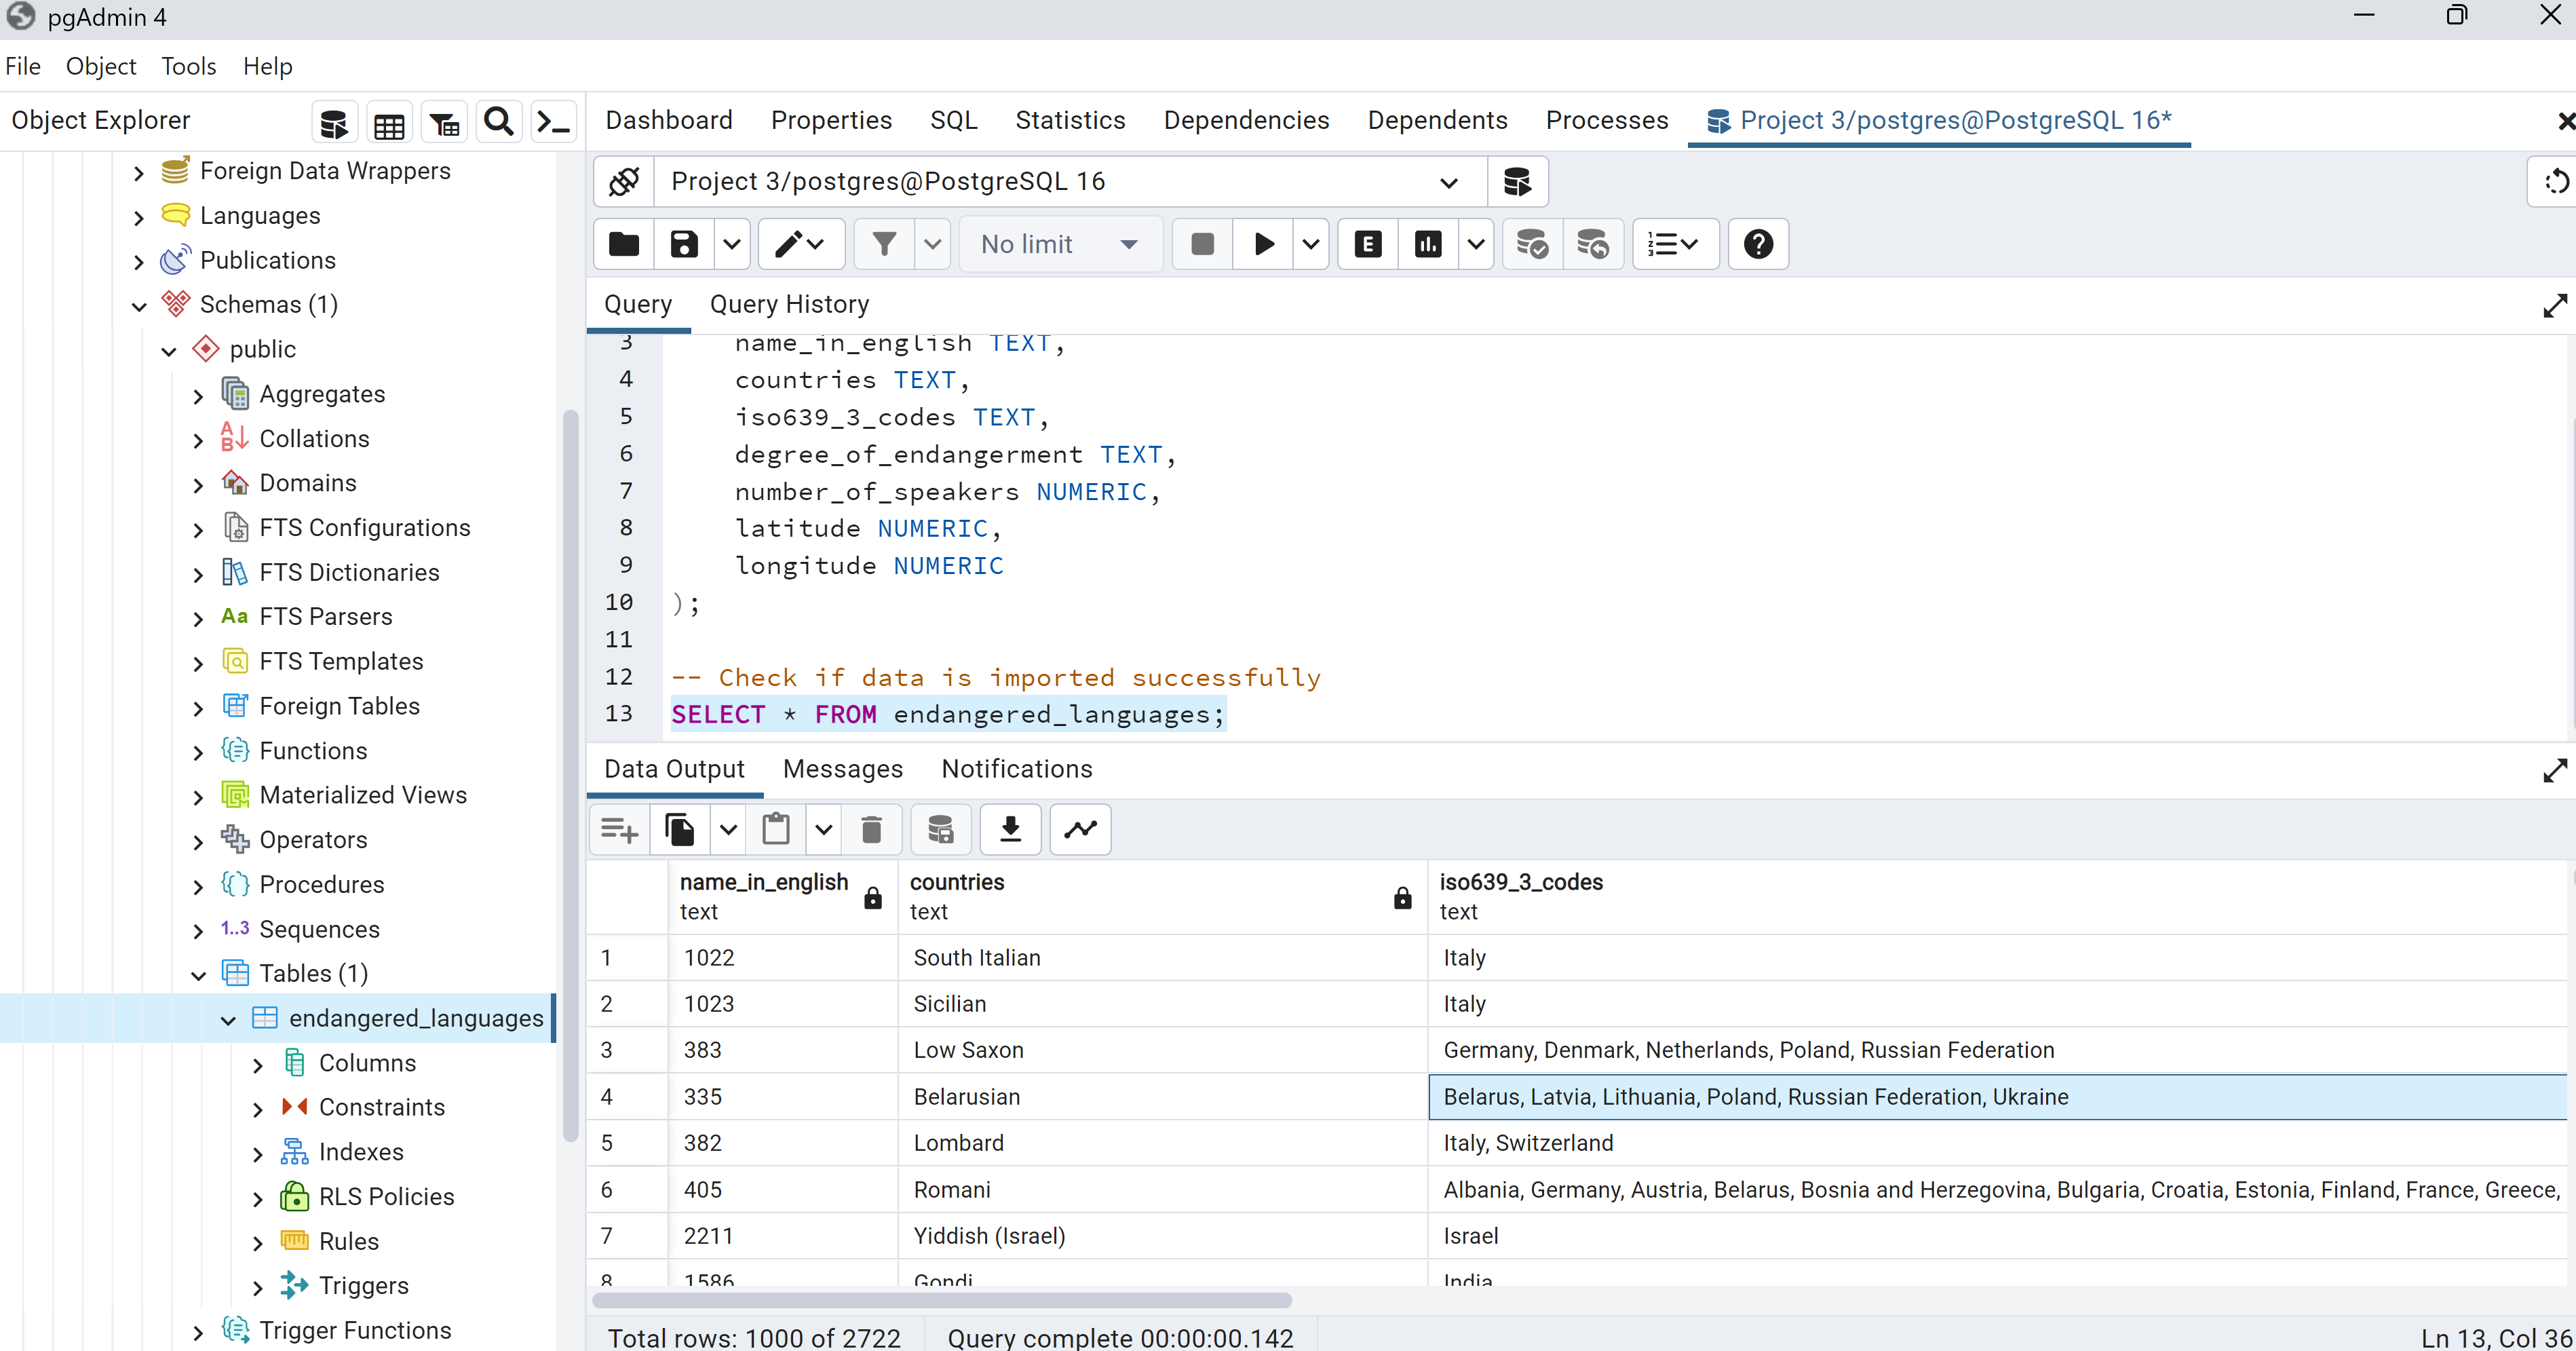 pgAdmin 4
File Object Tools Help
Object Explorer
Dashboard Properties SQL Statistics Dependencies Dependents Processes Project 3/postgres@PostgreSQL 16*
Foreign Data Wrappers
Languages
Publications
Schemas (1)
public
Aggregates
Collations
Domains
FTS Configurations
FTS Dictionaries
Aa FTS Parsers
FTS Templates
Foreign Tables
Functions
Materialized Views
Operators
Procedures
1..3 Sequences
Tables (1)
endangered_languages
Columns
Constraints
Indexes
RLS Policies
Rules
Triggers
Trigger Functions
Project 3/postgres@PostgreSQL 16
No limit
E
Query Query History
3 name_in_english TEXT,
4 countries TEXT,
5 iso639_3_codes TEXT,
6 degree_of_endangerment TEXT,
7 number_of_speakers NUMERIC,
8 latitude NUMERIC,
9 longitude NUMERIC
10 );
11
12 -- Check if data is imported successfully
13 SELECT * FROM endangered_languages;
Data Output Messages Notifications
name_in_english countries iso639_3_codes
text text text
1 1022 South Italian Italy
2 1023 Sicilian Italy
3 383 Low Saxon Germany, Denmark, Netherlands, Poland, Russian Federation
4 335 Belarusian Belarus, Latvia, Lithuania, Poland, Russian Federation, Ukraine
5 382 Lombard Italy, Switzerland
6 405 Romani Albania, Germany, Austria, Belarus, Bosnia and Herzegovina, Bulgaria, Croatia, Estonia, Finland, France, Greece,
7 2211 Yiddish (Israel) Israel
8 1586 Gondi India
Total rows: 1000 of 2722 Query complete 00:00:00.142 Ln 13, Col 36